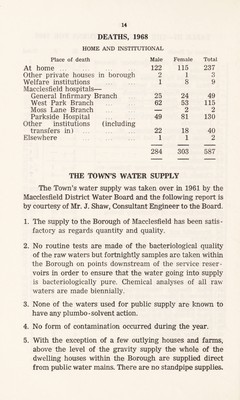 14
DEATHS, 1968
HOME AND INSTITUTIONAL
Place of death Male Female Total
At home 122 115 237
Other private houses in borough 2 1 3
Welfare institutions 1 8 9
Macclesfield hospitals—
General Infirmary Branch 25 24 49
West Park Branch 62 53 115
Moss Lane Branch — 2 2
Parkside Hospital 49 81 130
Other institutions (including
transfers in) 22 18 40
Elsewhere 1 1 2
284 303 587
THE TOWN'S WATER SUPPLY
The Town's water supply was taken over in 1961 by the
Macclesfield District Water Board and the following report is
by courtesy of Mr. J. Shaw, Consultant Engineer to the Board.
1. The supply to the Borough of Macclesfield has been satis-
factory as regards quantity and quality.
2. No routine tests are made of the bacteriological quality
of the raw waters but fortnightly samples are taken within
the Borough on points downstream of the service reser-
voirs in order to ensure that the water going into supply
is bacteriologically pure. Chemical analyses of all raw
waters are made biennially.
3. None of the waters used for public supply are known to
have any plumbo-solvent action.
4. No form of contamination occurred during the year.
5. With the exception of a few outlying houses and farms,
above the level of the gravity supply the whole of the
dwelling houses within the Borough are supplied direct
from public water mains. There are no standpipe supplies.